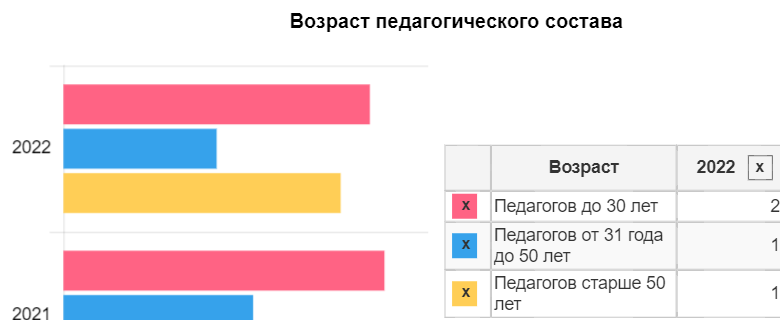 Возраст педагогического состава
2022
2021
Возраст 2022 x
x Педагогов до 30 лет 2
x Педагогов от 31 года
до 50 лет 1
x Педагогов старше 50
лет 1